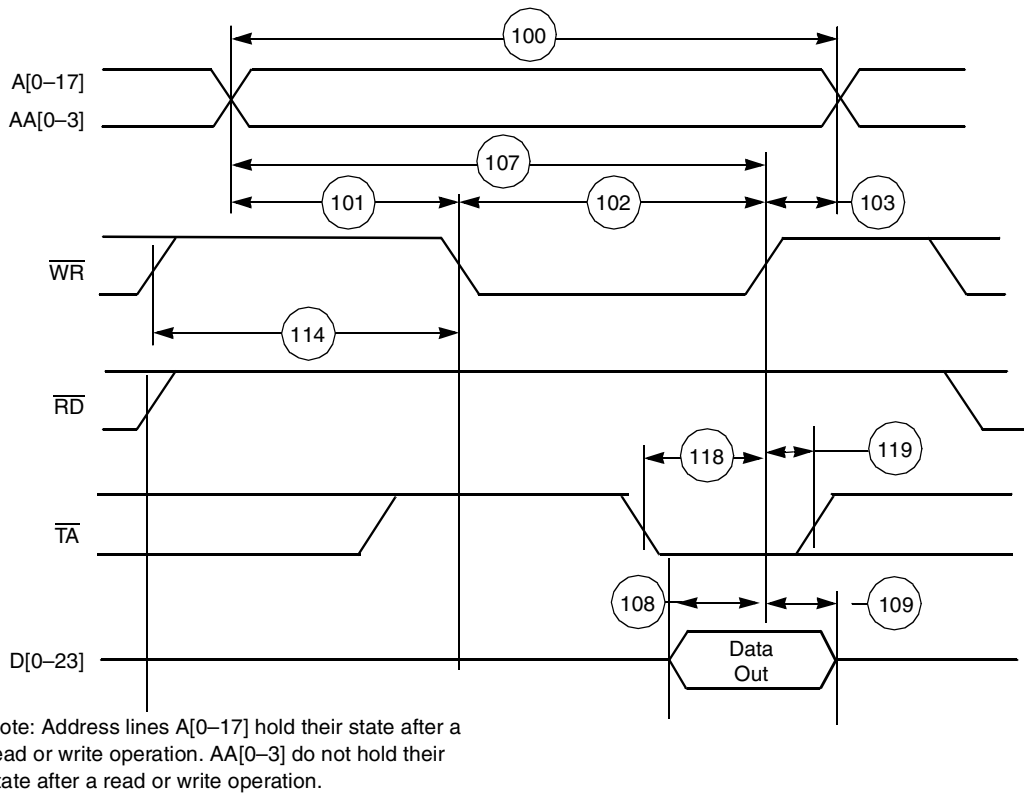 100
A[0–17]
AA[0–3]
107
101
102
103
WR
114
RD
118
119
TA
108
109
D[0–23]
Data
Out
ote: Address lines A[0–17] hold their state after a
ead or write operation. AA[0–3] do not hold their
tate after a read or write operation.